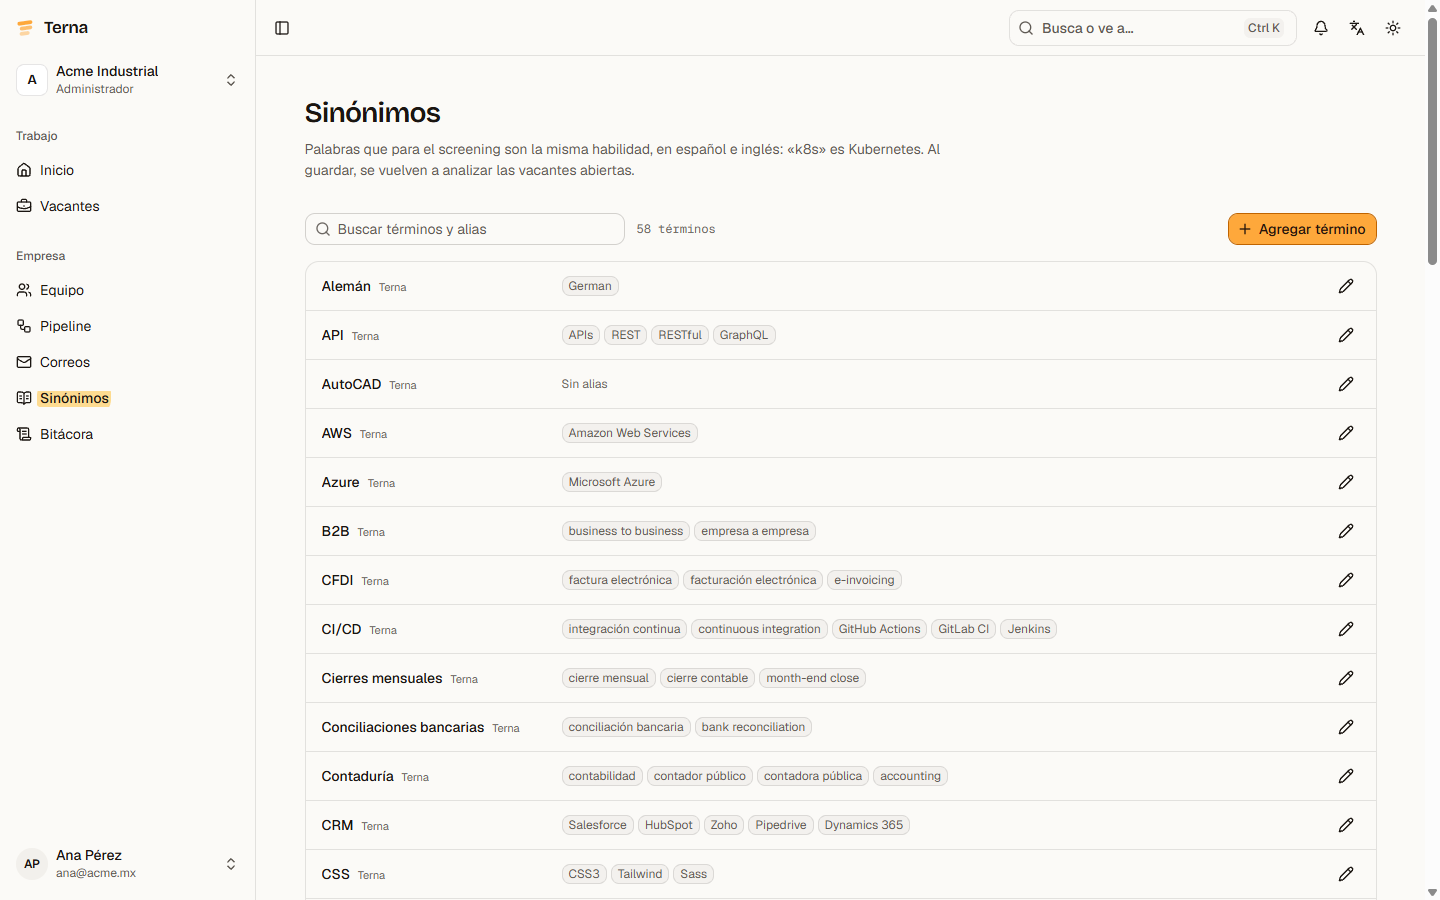 Terna
A
Acme Industrial
Administrador
Trabajo
Inicio
Vacantes
Empresa
Equipo
Pipeline
Correos
Sinónimos
Bitácora
AP
Ana Pérez
ana@acme.mx
Busca o ve a... Ctrl K
Sinónimos
Palabras que para el screening son la misma habilidad, en español e inglés: «k8s» es Kubernetes. Al
guardar, se vuelven a analizar las vacantes abiertas.
Buscar términos y alias 58 términos Agregar término
Alemán Terna German
API Terna APIs REST RESTful GraphQL
AutoCAD Terna Sin alias
AWS Terna Amazon Web Services
Azure Terna Microsoft Azure
B2B Terna business to business empresa a empresa
CFDI Terna factura electrónica facturación electrónica e-invoicing
CI/CD Terna integración continua continuous integration GitHub Actions GitLab CI Jenkins
Cierres mensuales Terna cierre mensual cierre contable month-end close
Conciliaciones bancarias Terna conciliación bancaria bank reconciliation
Contaduría Terna contabilidad contador público contadora pública accounting
CRM Terna Salesforce HubSpot Zoho Pipedrive Dynamics 365
CSS Terna CSS3 Tailwind Sass